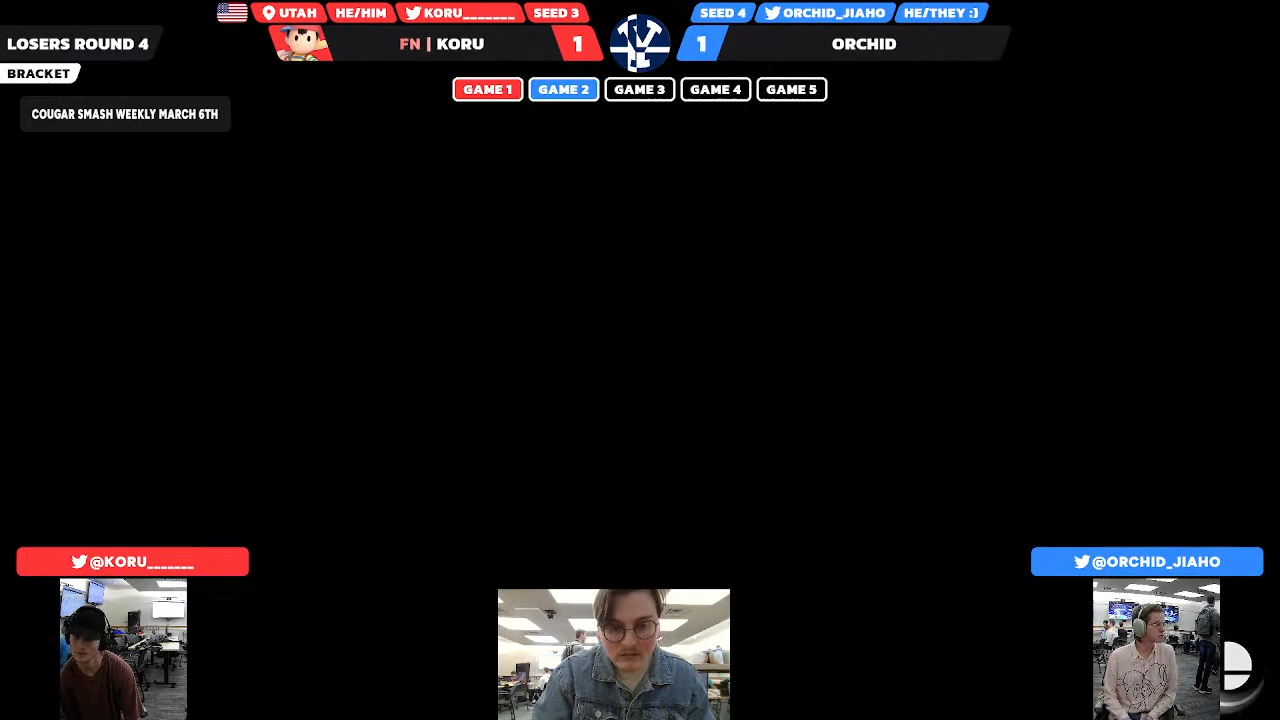 UTAH HE/HIM KORU_______ SEED 3
SEED 4 ORCHID_JIAHO HE/THEY :)
LOSERS ROUND 4
FN | KORU 1
1 ORCHID
BRACKET
GAME 1 GAME 2 GAME 3 GAME 4 GAME 5
COUGAR SMASH WEEKLY MARCH 6TH
@KORU_______
@ORCHID_JIAHO